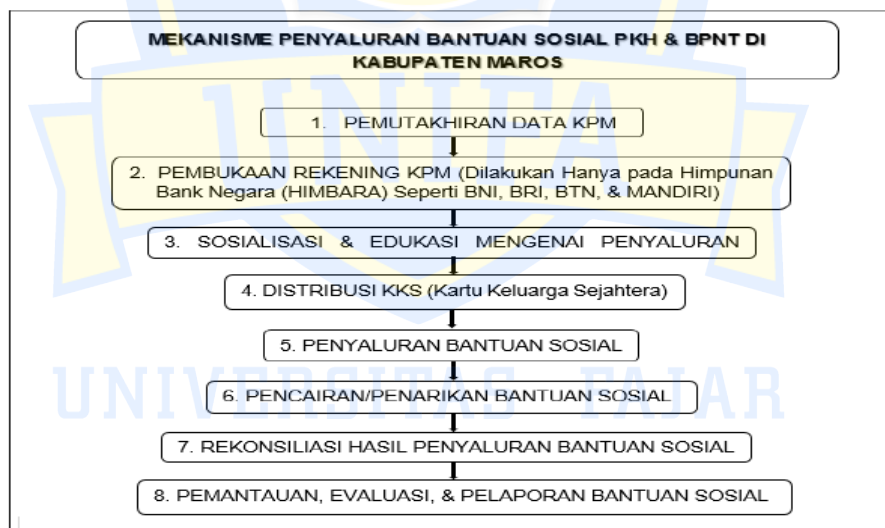 MEKANISME PENYALURAN BANTUAN SOSIAL PKH & BPNT DI
KABUPATEN MAROS
1. PEMUTAKHIRAN DATA KPM
2. PEMBUKAAN REKENING KPM (Dilakukan Hanya pada Himpunan
Bank Negara (HIMBARA) Seperti BNI, BRI, BTN, & MANDIRI)
3. SOSIALISASI & EDUKASI MENGENAI PENYALURAN
4. DISTRIBUSI KKS (Kartu Keluarga Sejahtera)
5. PENYALURAN BANTUAN SOSIAL
6. PENCAIRAN/PENARIKAN BANTUAN SOSIAL
7. REKONSILIASI HASIL PENYALURAN BANTUAN SOSIAL
8. PEMANTAUAN, EVALUASI, & PELAPORAN BANTUAN SOSIAL
UNIFA
UNIVERSITAS FAJAR